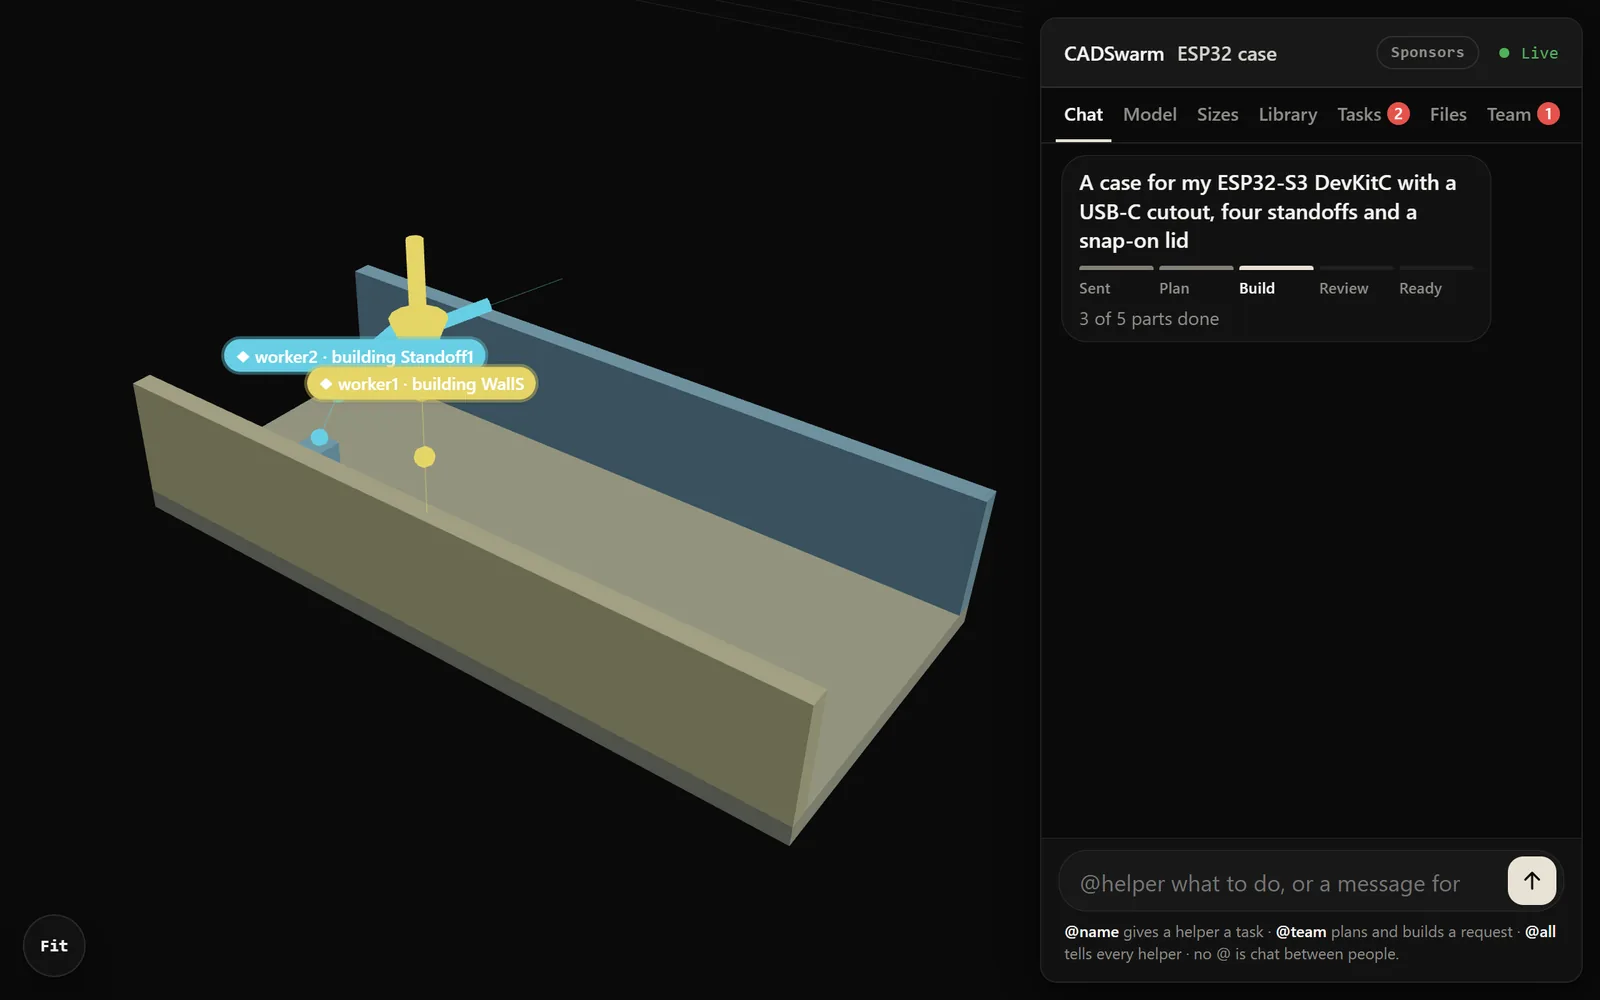 CADSwarm ESP32 case Sponsors Live
Chat Model Sizes Library Tasks 2 Files Team 1
A case for my ESP32-S3 DevKitC with a
USB-C cutout, four standoffs and a
snap-on lid
Sent Plan Build Review Ready
3 of 5 parts done
worker2 · building Standoff1
worker1 · building WallS
@helper what to do, or a message for
@name gives a helper a task · @team plans and builds a request · @all
tells every helper · no @ is chat between people.
Fit